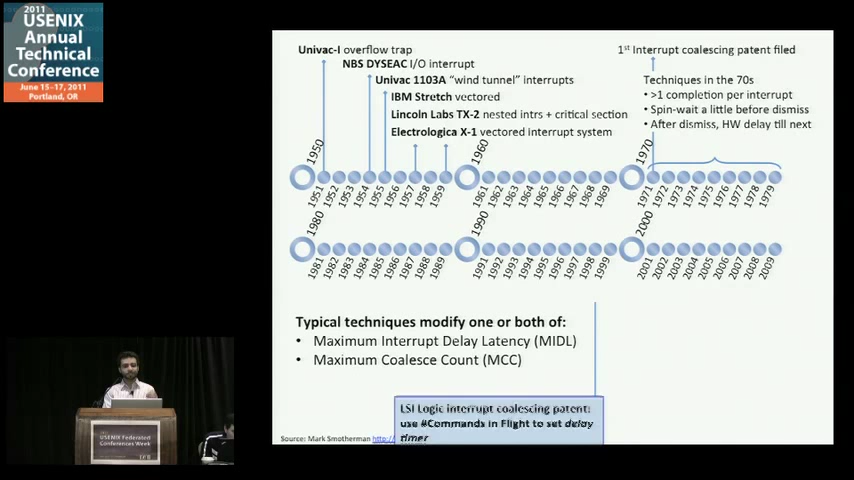 2011
USENIX
Annual
Technical
Conference
June 15–17, 2011
Portland, OR
Univac-I overflow trap
NBS DYSEAC I/O interrupt
Univac 1103A “wind tunnel” interrupts
IBM Stretch vectored
Lincoln Labs TX-2 nested intrs + critical section
Electrologica X-1 vectored interrupt system
1st Interrupt coalescing patent filed
Techniques in the 70s
• >1 completion per interrupt
• Spin-wait a little before dismiss
• After dismiss, HW delay till next
1950 1951 1952 1953 1954 1955 1956 1957 1958 1959 1960 1961 1962 1963 1964 1965 1966 1967 1968 1969 1970 1971 1972 1973 1974 1975 1976 1977 1978 1979
1980 1981 1982 1983 1984 1985 1986 1987 1988 1989 1990 1991 1992 1993 1994 1995 1996 1997 1998 1999 2000 2001 2002 2003 2004 2005 2006 2007 2008 2009
Typical techniques modify one or both of:
• Maximum Interrupt Delay Latency (MIDL)
• Maximum Coalesce Count (MCC)
LSI Logic interrupt coalescing patent:
use #Commands in Flight to set delay
timer
Source: Mark Smotherman http:/
USENIX Federated
Conferences Week